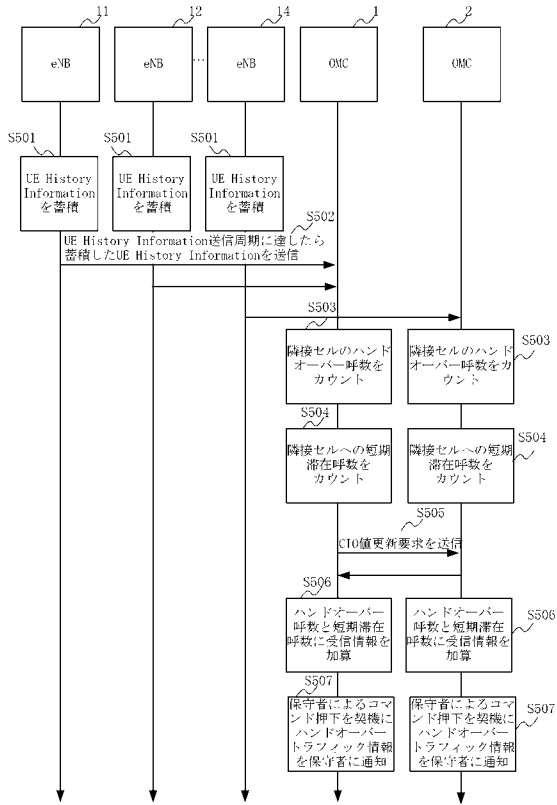 11
12
14
1
2
eNB
eNB
...
eNB
OMC
OMC
S501
S501
S501
UE History
Information
を蓄積
UE History
Information
を蓄積
UE History
Information
を蓄積
S502
UE History Information送信周期に達したら
蓄積したUE History Informationを送信
S503
隣接セルのハンド
オーバー呼数を
カウント
S503
隣接セルのハンド
オーバー呼数をカ
ウント
S504
隣接セルへの短期
滞在呼数を
カウント
S504
隣接セルへの短期
滞在呼数を
カウント
S505
CIO値更新要求を送信
S506
ハンドオーバー
呼数と短期滞在
呼数に受信情報を
加算
S506
ハンドオーバー
呼数と短期滞在
呼数に受信情報を
加算
S507
保守者によるコマ
ンド押下を契機に
ハンドオーバー
トラフィック情報
を保守者に通知
S507
保守者によるコマ
ンド押下を契機に
ハンドオーバー
トラフィック情報
を保守者に通知